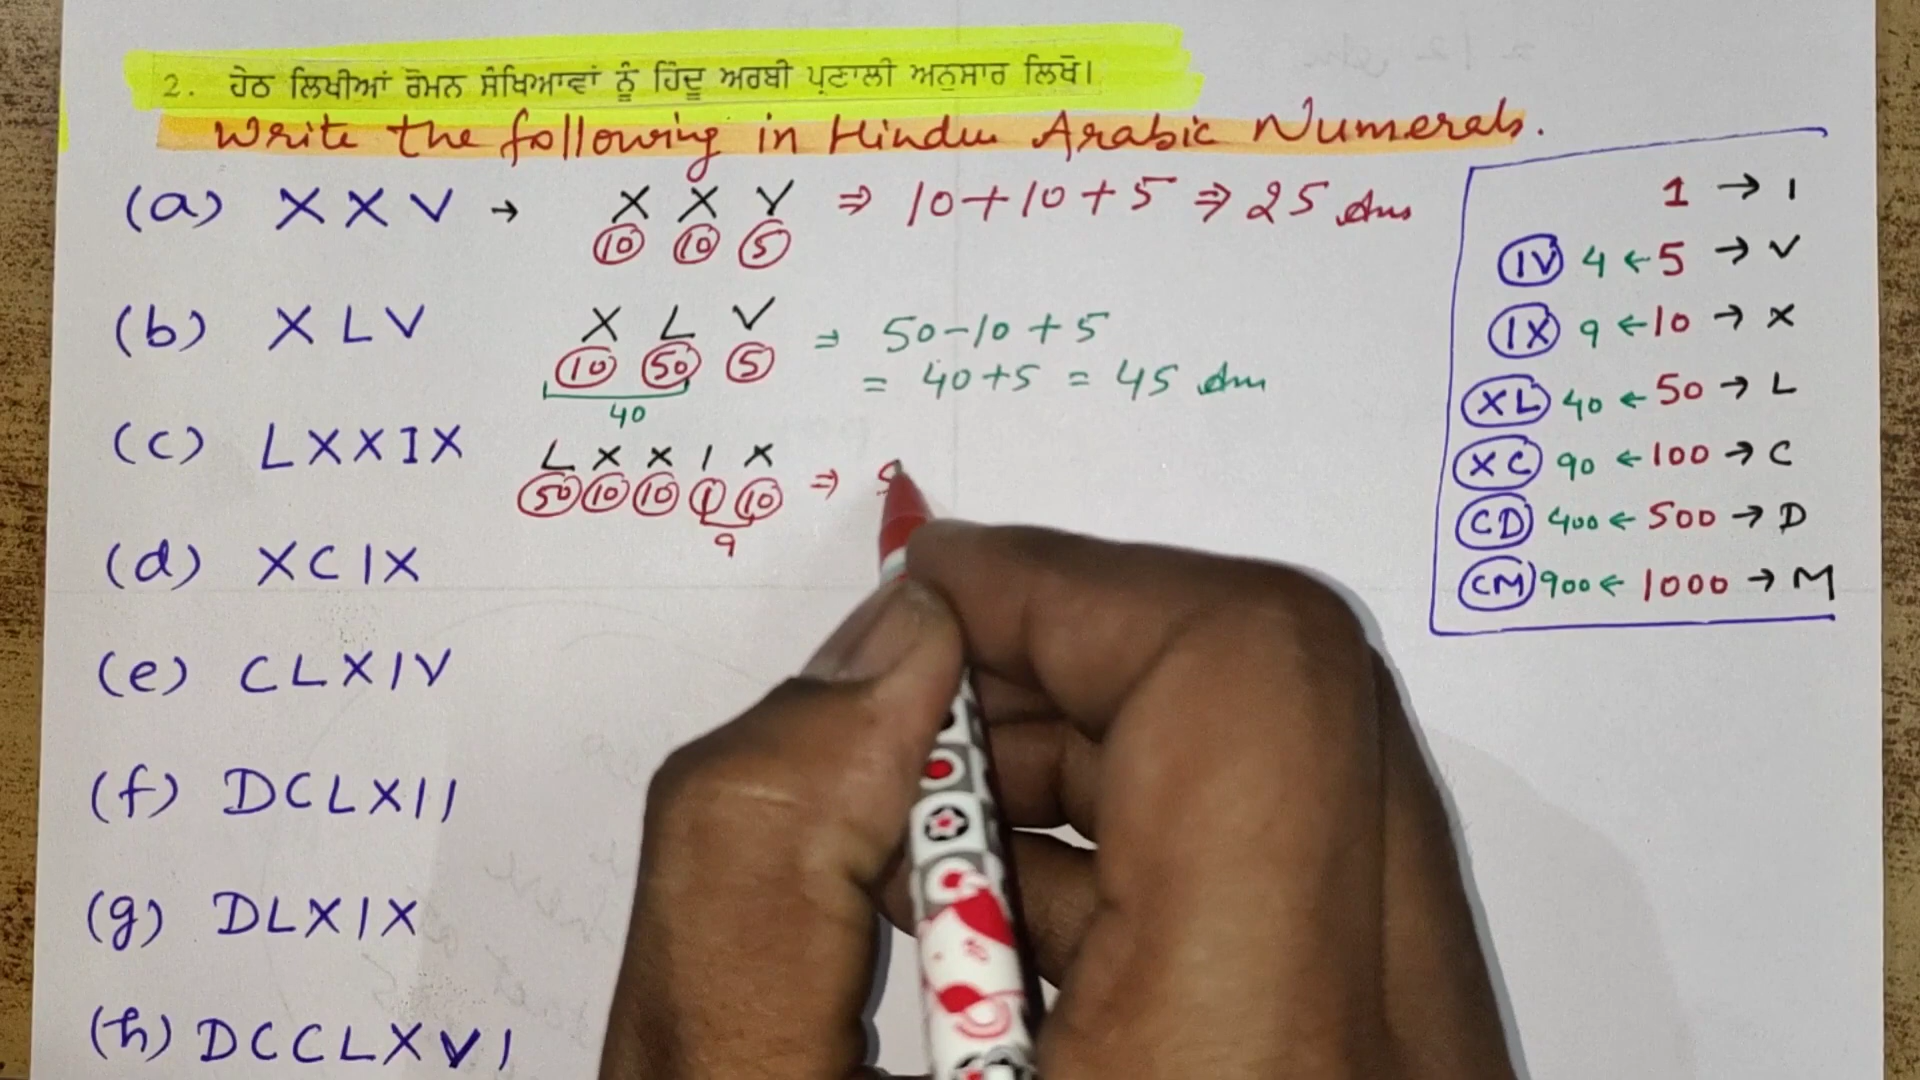 2. ਹੇਠ ਲਿਖੀਆਂ ਰੋਮਨ ਸੰਖਿਆਵਾਂ ਨੂੰ ਹਿੰਦੂ ਅਰਬੀ ਪ੍ਰਣਾਲੀ ਅਨੁਸਾਰ ਲਿਖੋ।
Write the following in Hindu Arabic Numerals.
(a) XXV → X X V ⇒ 10+10+5 ⇒ 25 Ans
10 10 5
(b) XLV X L V ⇒ 50-10+5
10 50 5 = 40+5 = 45 Ans
40
(c) LXXIX L X X I X
50 10 10 1 10 ⇒
9
(d) XCIX
(e) CLXIV
(f) DCLXII
(g) DLXIX
(h) DCCLXVI
1 → I
IV 4 ← 5 → V
IX 9 ← 10 → X
XL 40 ← 50 → L
XC 90 ← 100 → C
CD 400 ← 500 → D
CM 900 ← 1000 → M